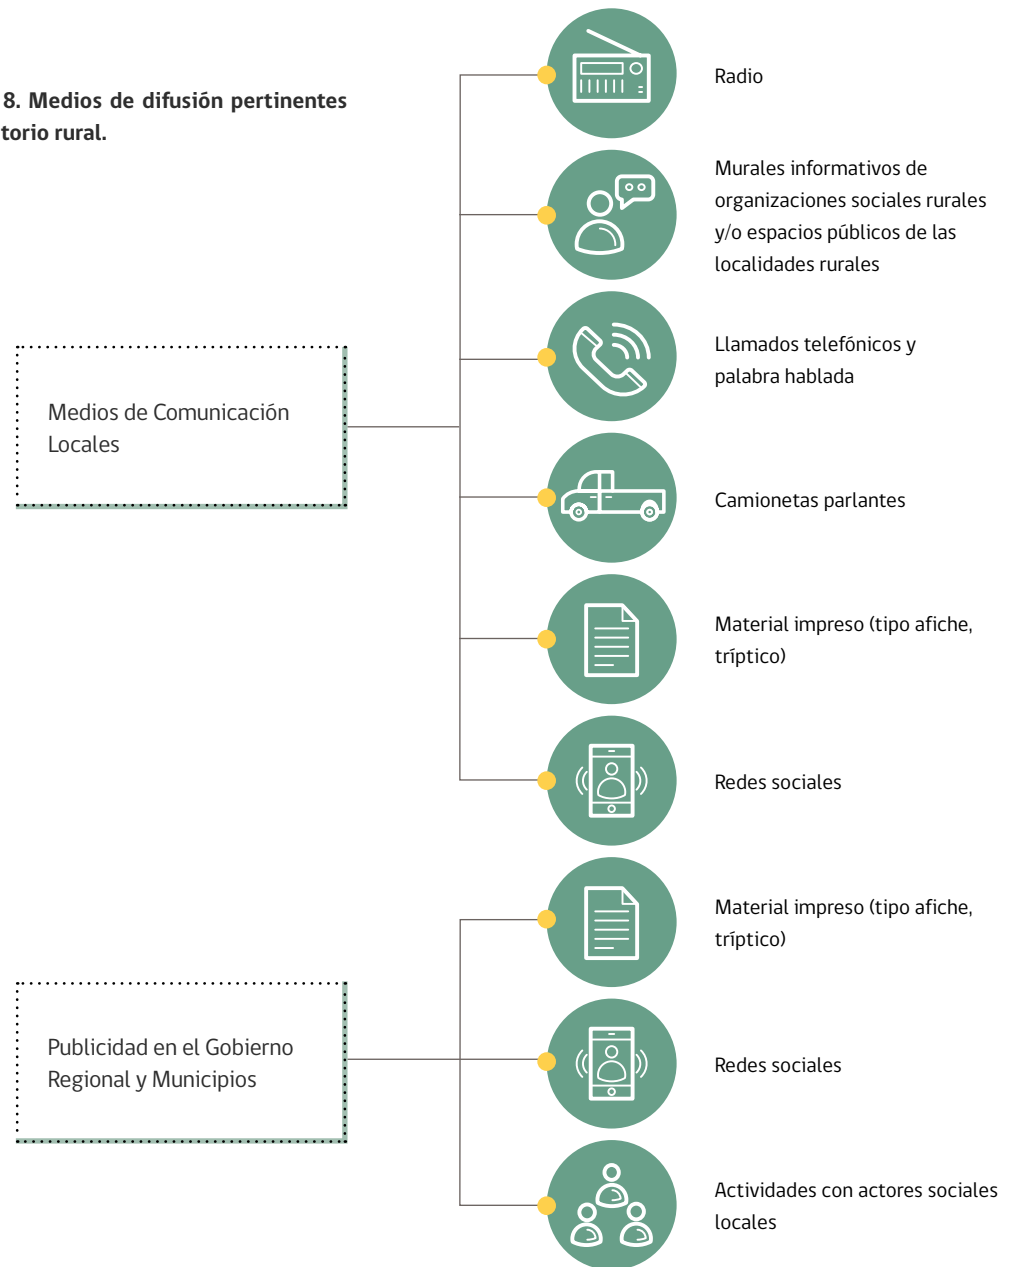 8. Medios de difusión pertinentes
torio rural.
Radio
Murales informativos de
organizaciones sociales rurales
y/o espacios públicos de las
localidades rurales
Llamados telefónicos y
palabra hablada
Medios de Comunicación
Locales
Camionetas parlantes
Material impreso (tipo afiche,
tríptico)
Redes sociales
Material impreso (tipo afiche,
tríptico)
Publicidad en el Gobierno
Regional y Municipios
Redes sociales
Actividades con actores sociales
locales